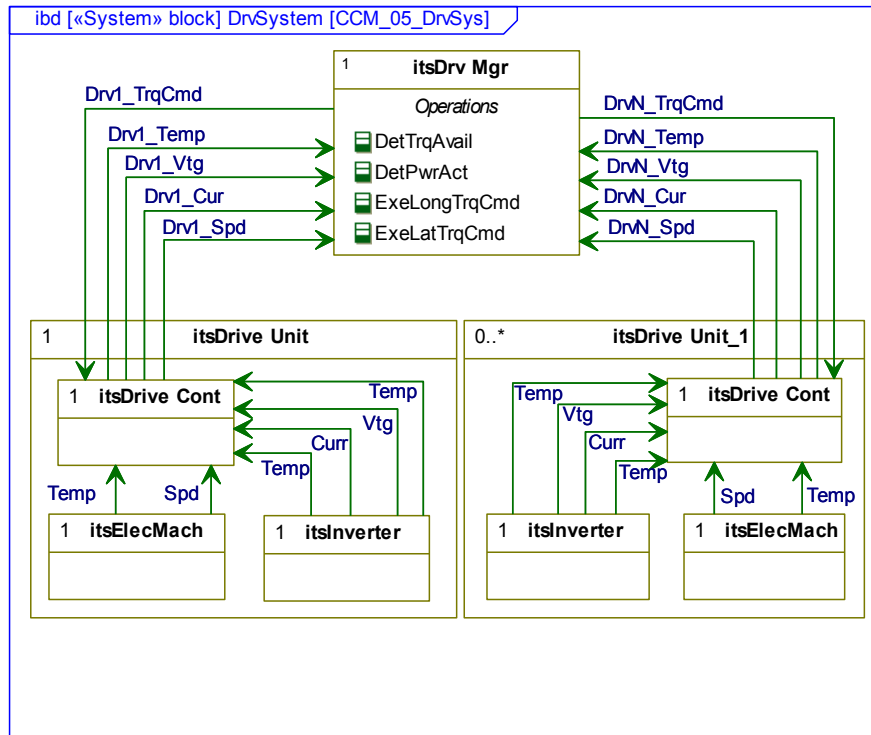 ibd [«System» block] DrvSystem [CCM_05_DrvSys]
1 itsDrv Mgr
Operations
DetTrqAvail
DetPwrAct
ExeLongTrqCmd
ExeLatTrqCmd
Drv1_TrqCmd
Drv1_Temp
Drv1_Vtg
Drv1_Cur
Drv1_Spd
DrvN_TrqCmd
DrvN_Temp
DrvN_Vtg
DrvN_Cur
DrvN_Spd
1 itsDrive Unit
1 itsDrive Cont
Temp
Vtg
Curr
Temp
Temp
Spd
1 itsElecMach
1 itsInverter
0..* itsDrive Unit_1
1 itsDrive Cont
Temp
Vtg
Curr
Temp
Spd
Temp
1 itsInverter
1 itsElecMach